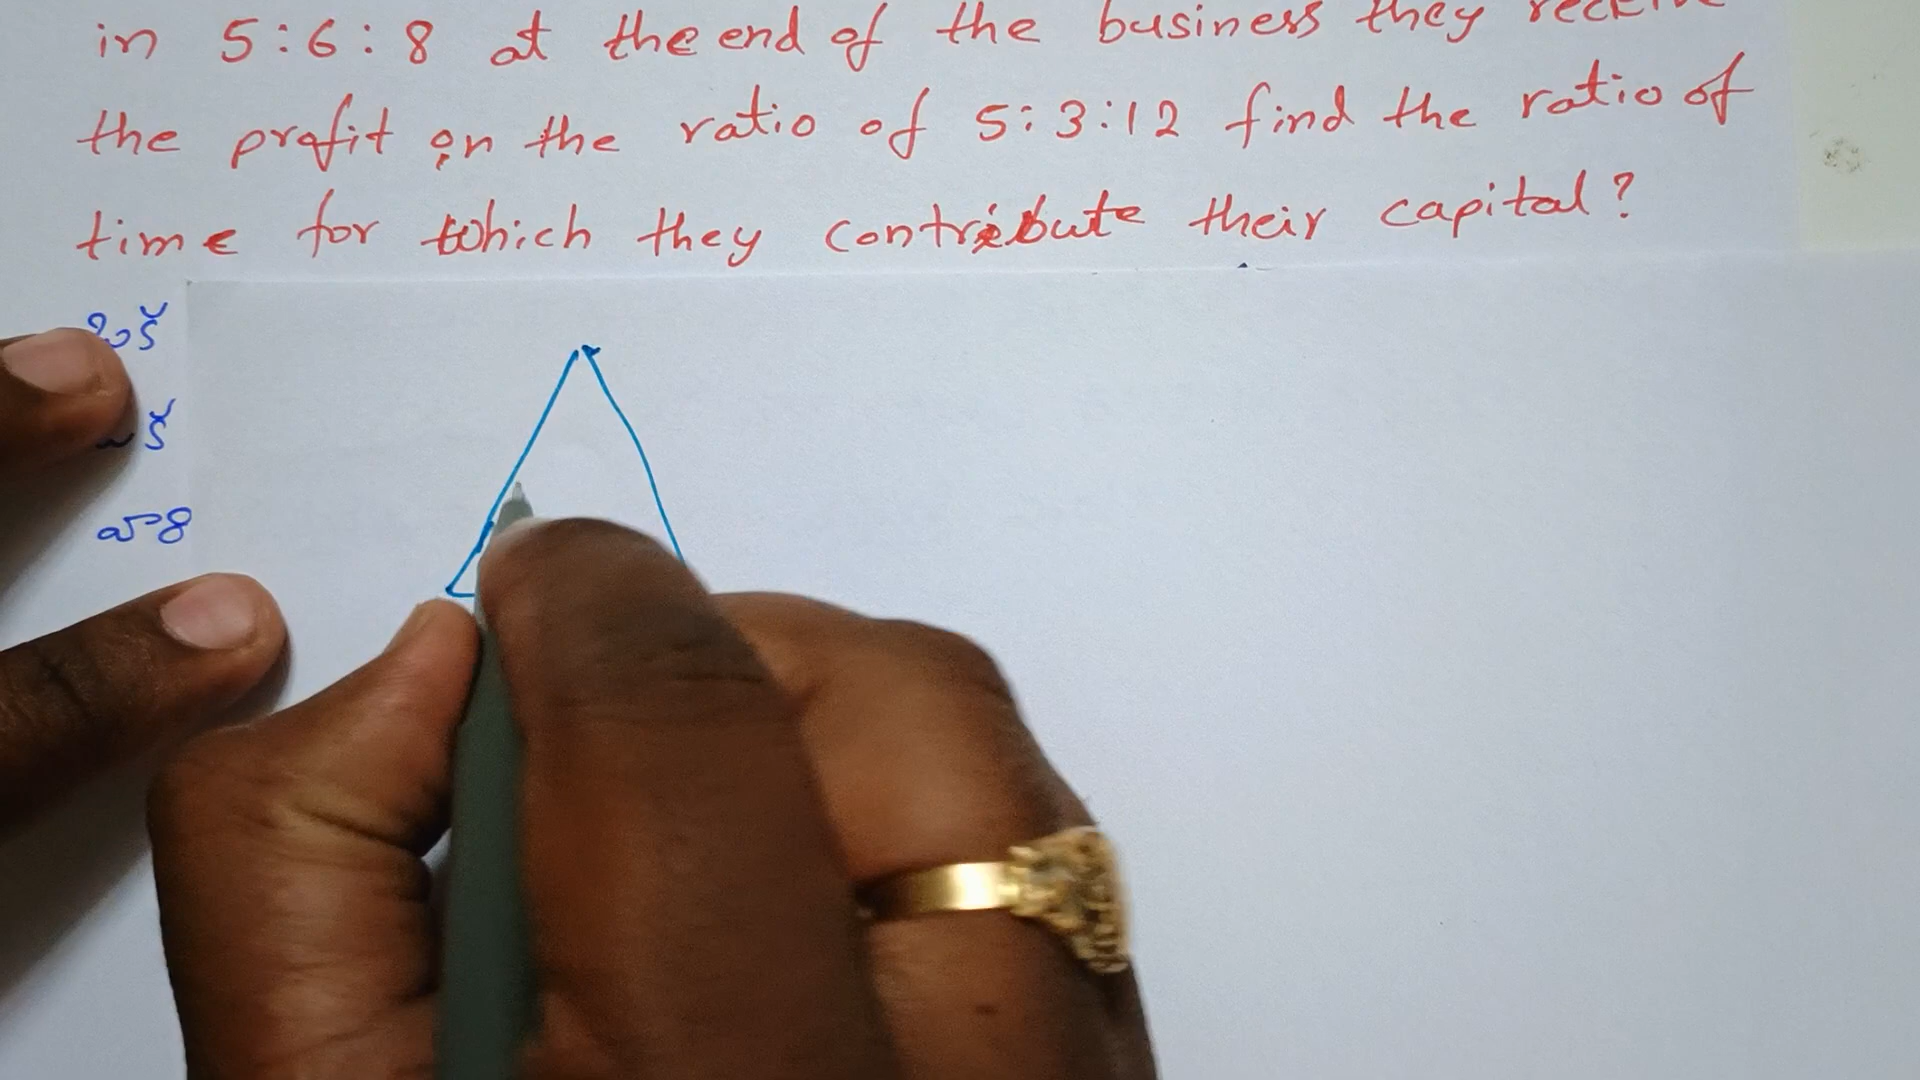 in 5:6:8 at the end of the business they
the profit in the ratio of 5:3:12 find the ratio of
time for which they contribute their capital?